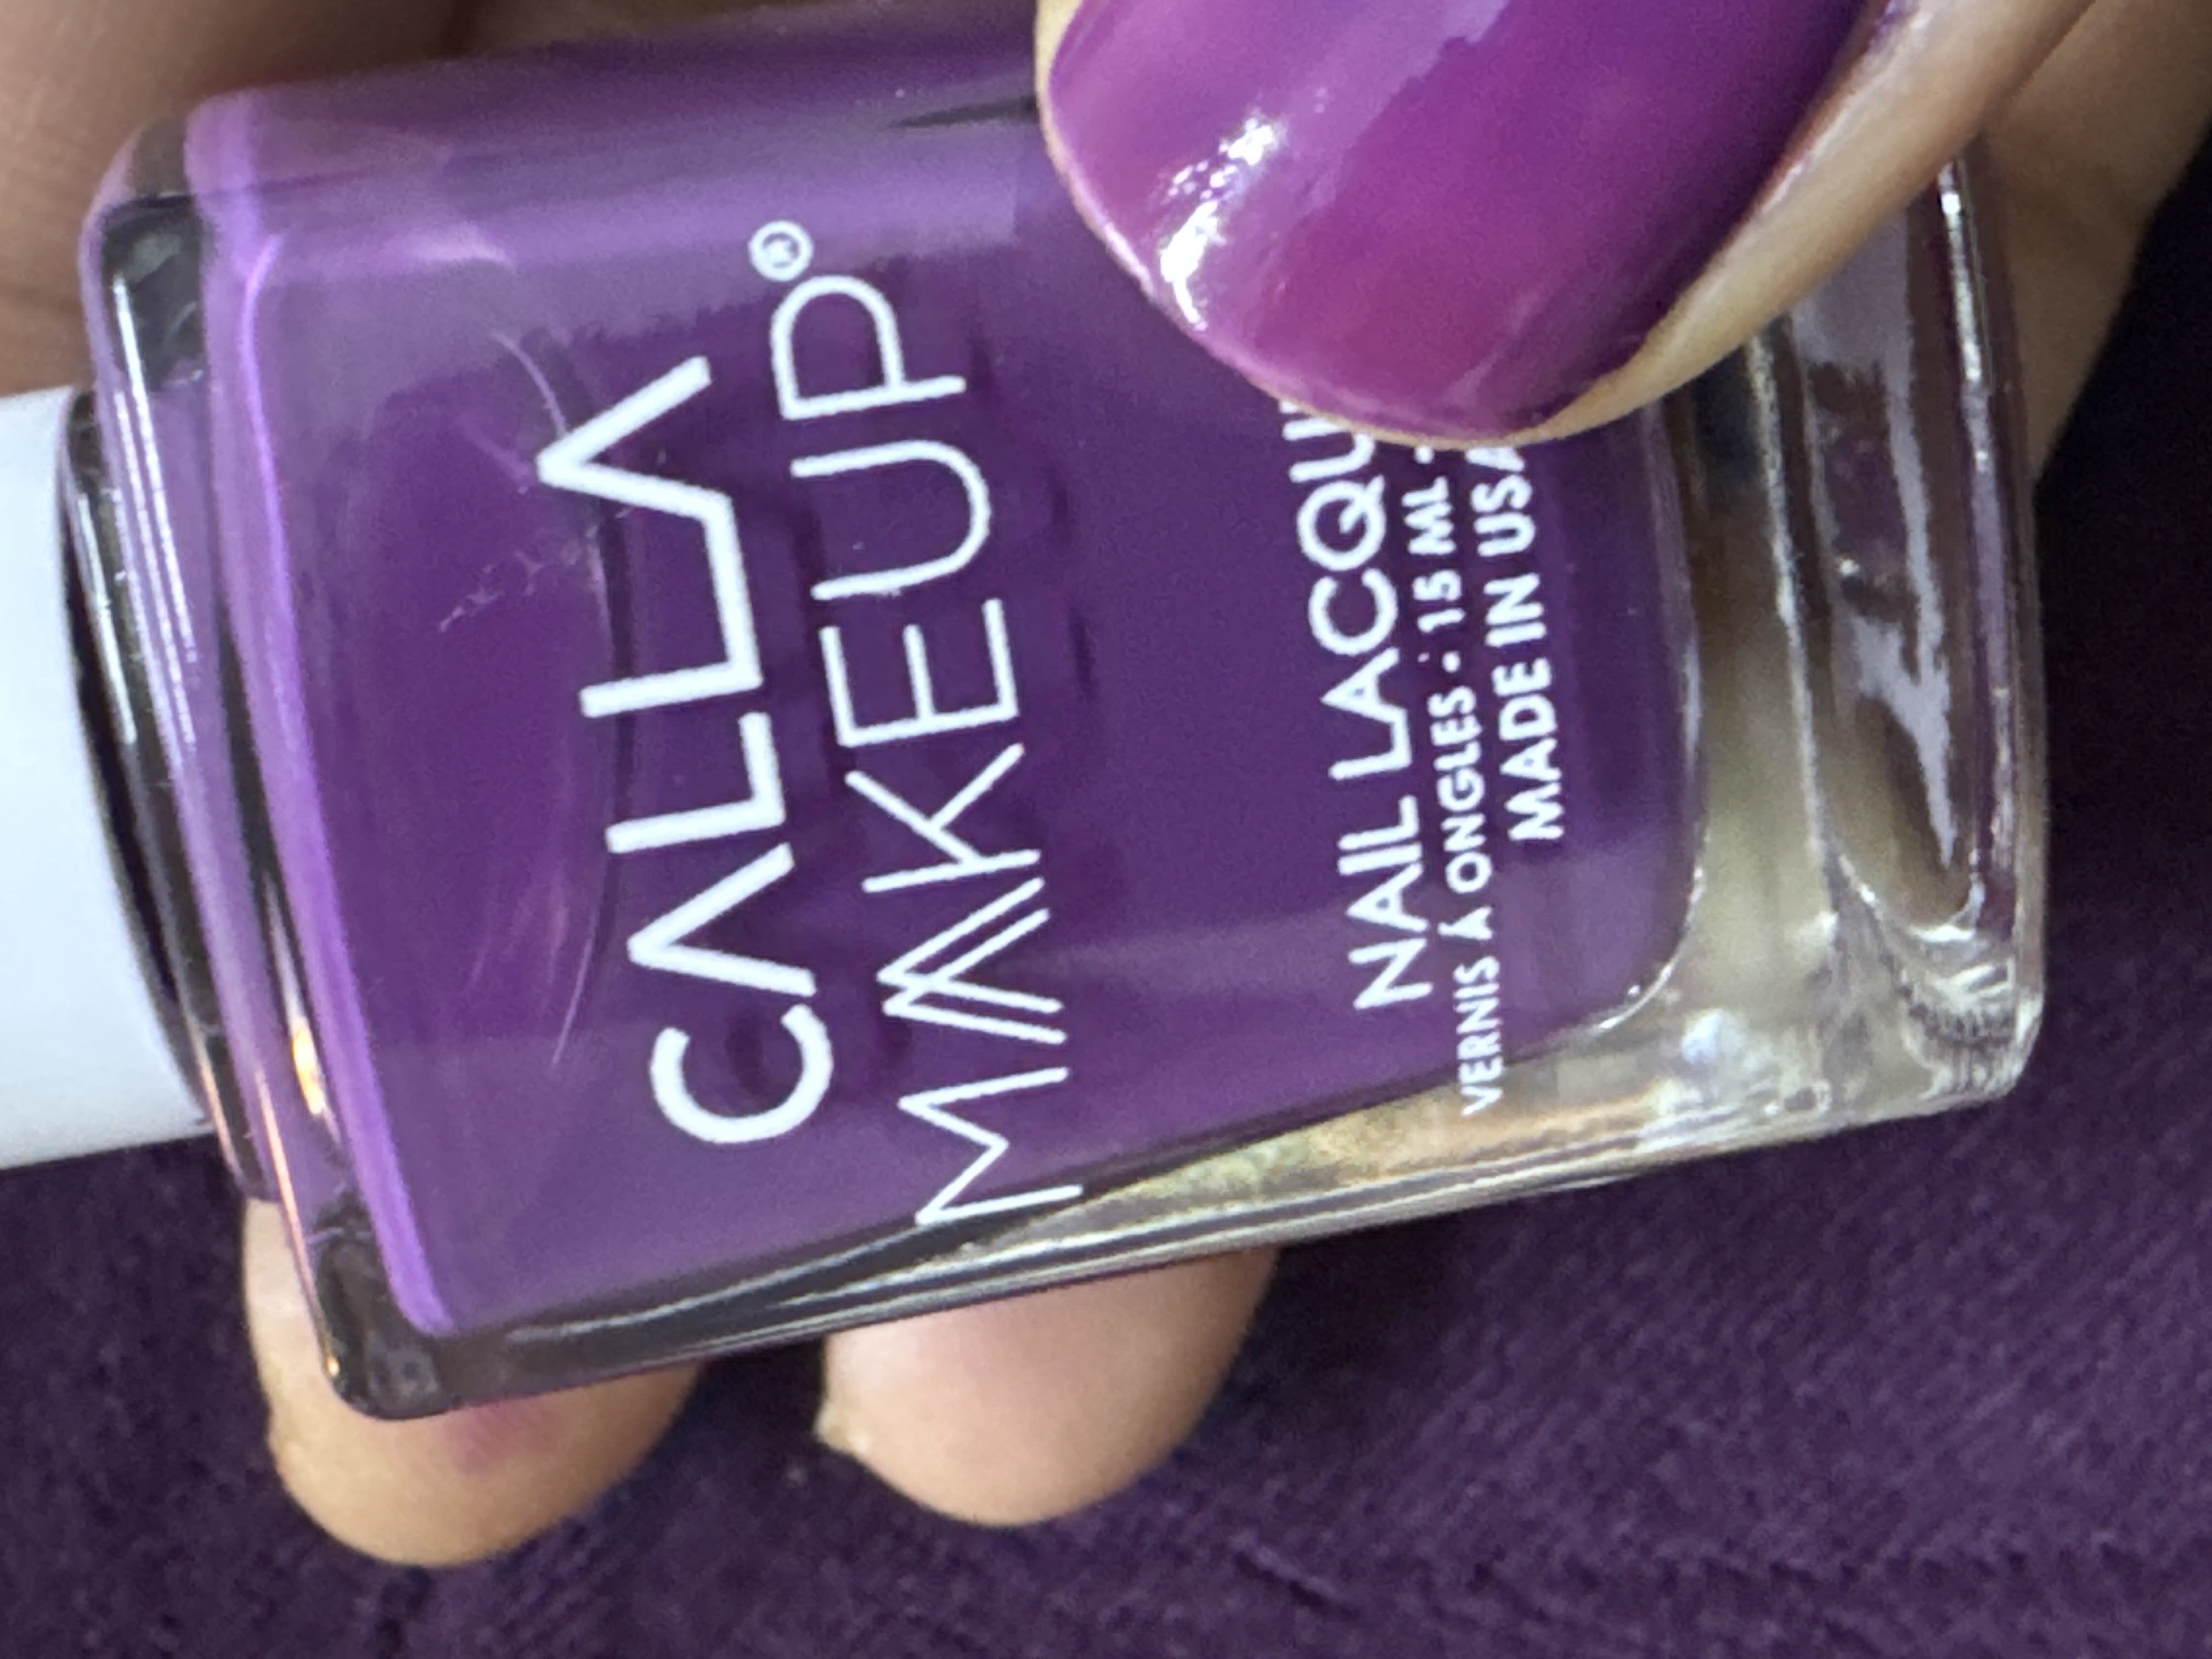 CALLA
MAKEUP®
NAIL LACQU
VERNIS Á ONGLES • 15 ML -
MADE IN USA